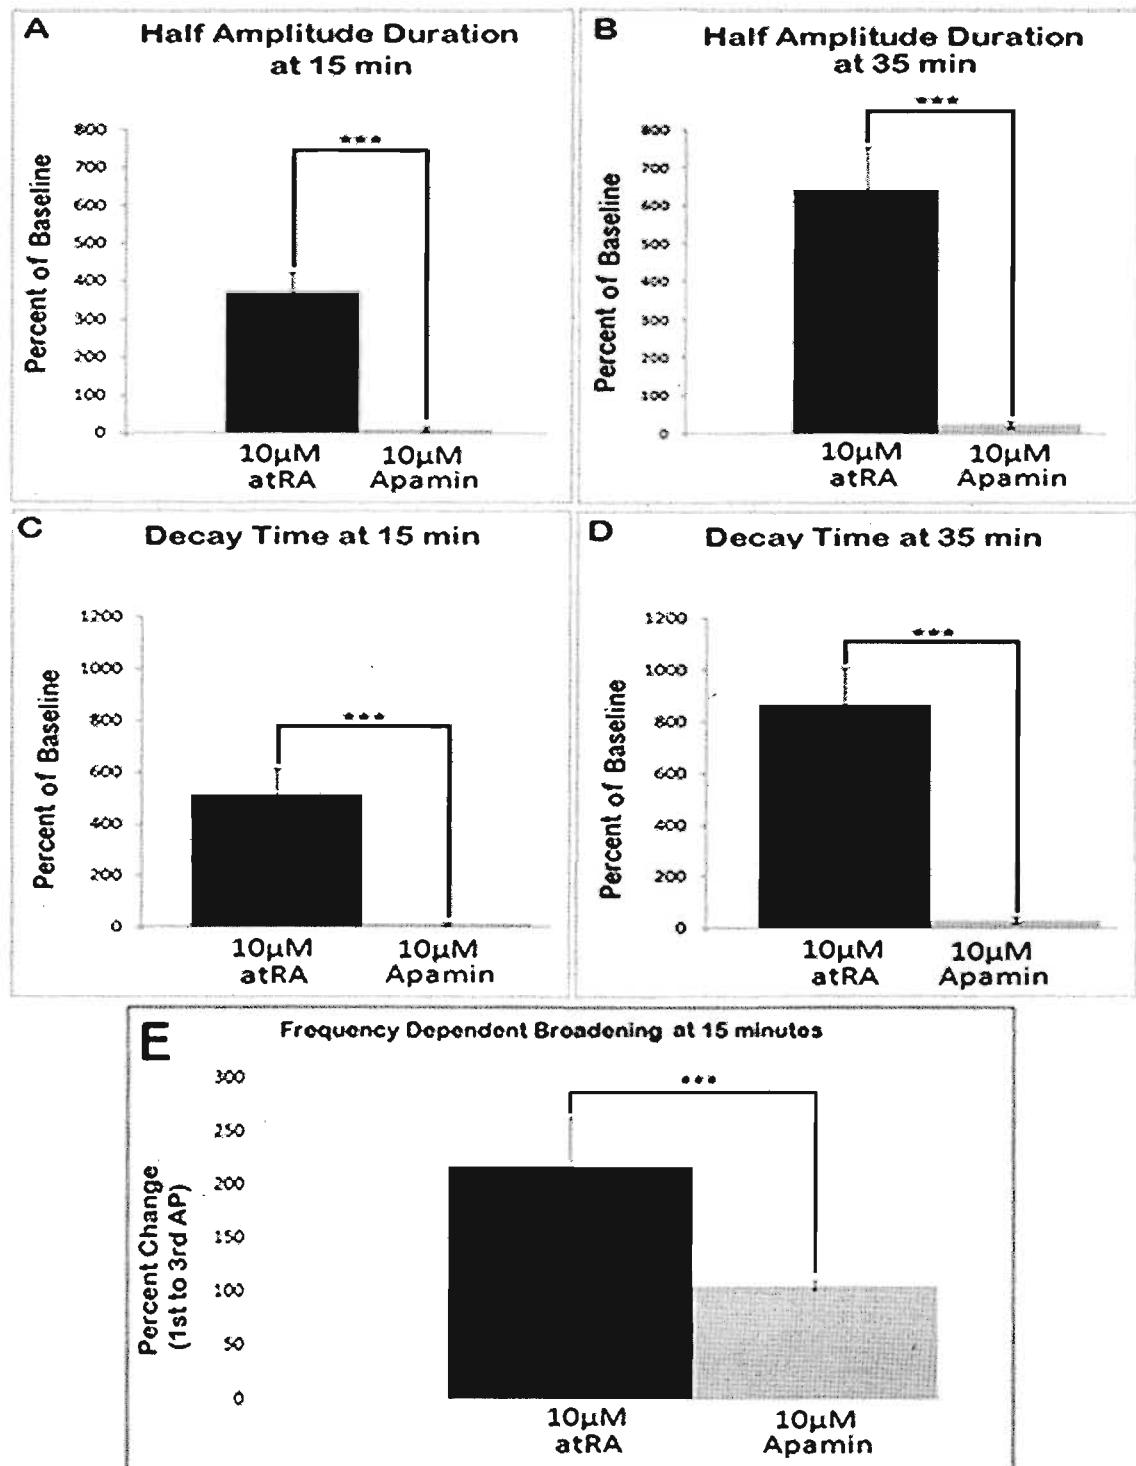 A
Half Amplitude Duration
at 15 min
Percent of Baseline
800
700
600
500
400
300
200
100
0
***
10μM
atRA
10μM
Apamin
B
Half Amplitude Duration
at 35 min
Percent of Baseline
800
700
600
500
400
300
200
100
0
***
10μM
atRA
10μM
Apamin
C
Decay Time at 15 min
Percent of Baseline
1200
1000
800
600
400
200
0
***
10μM
atRA
10μM
Apamin
D
Decay Time at 35 min
Percent of Baseline
1200
1000
800
600
400
200
0
***
10μM
atRA
10μM
Apamin
E
Frequency Dependent Broadening at 15 minutes
Percent Change
(1st to 3rd AP)
300
250
200
150
100
50
0
***
10μM
atRA
10μM
Apamin